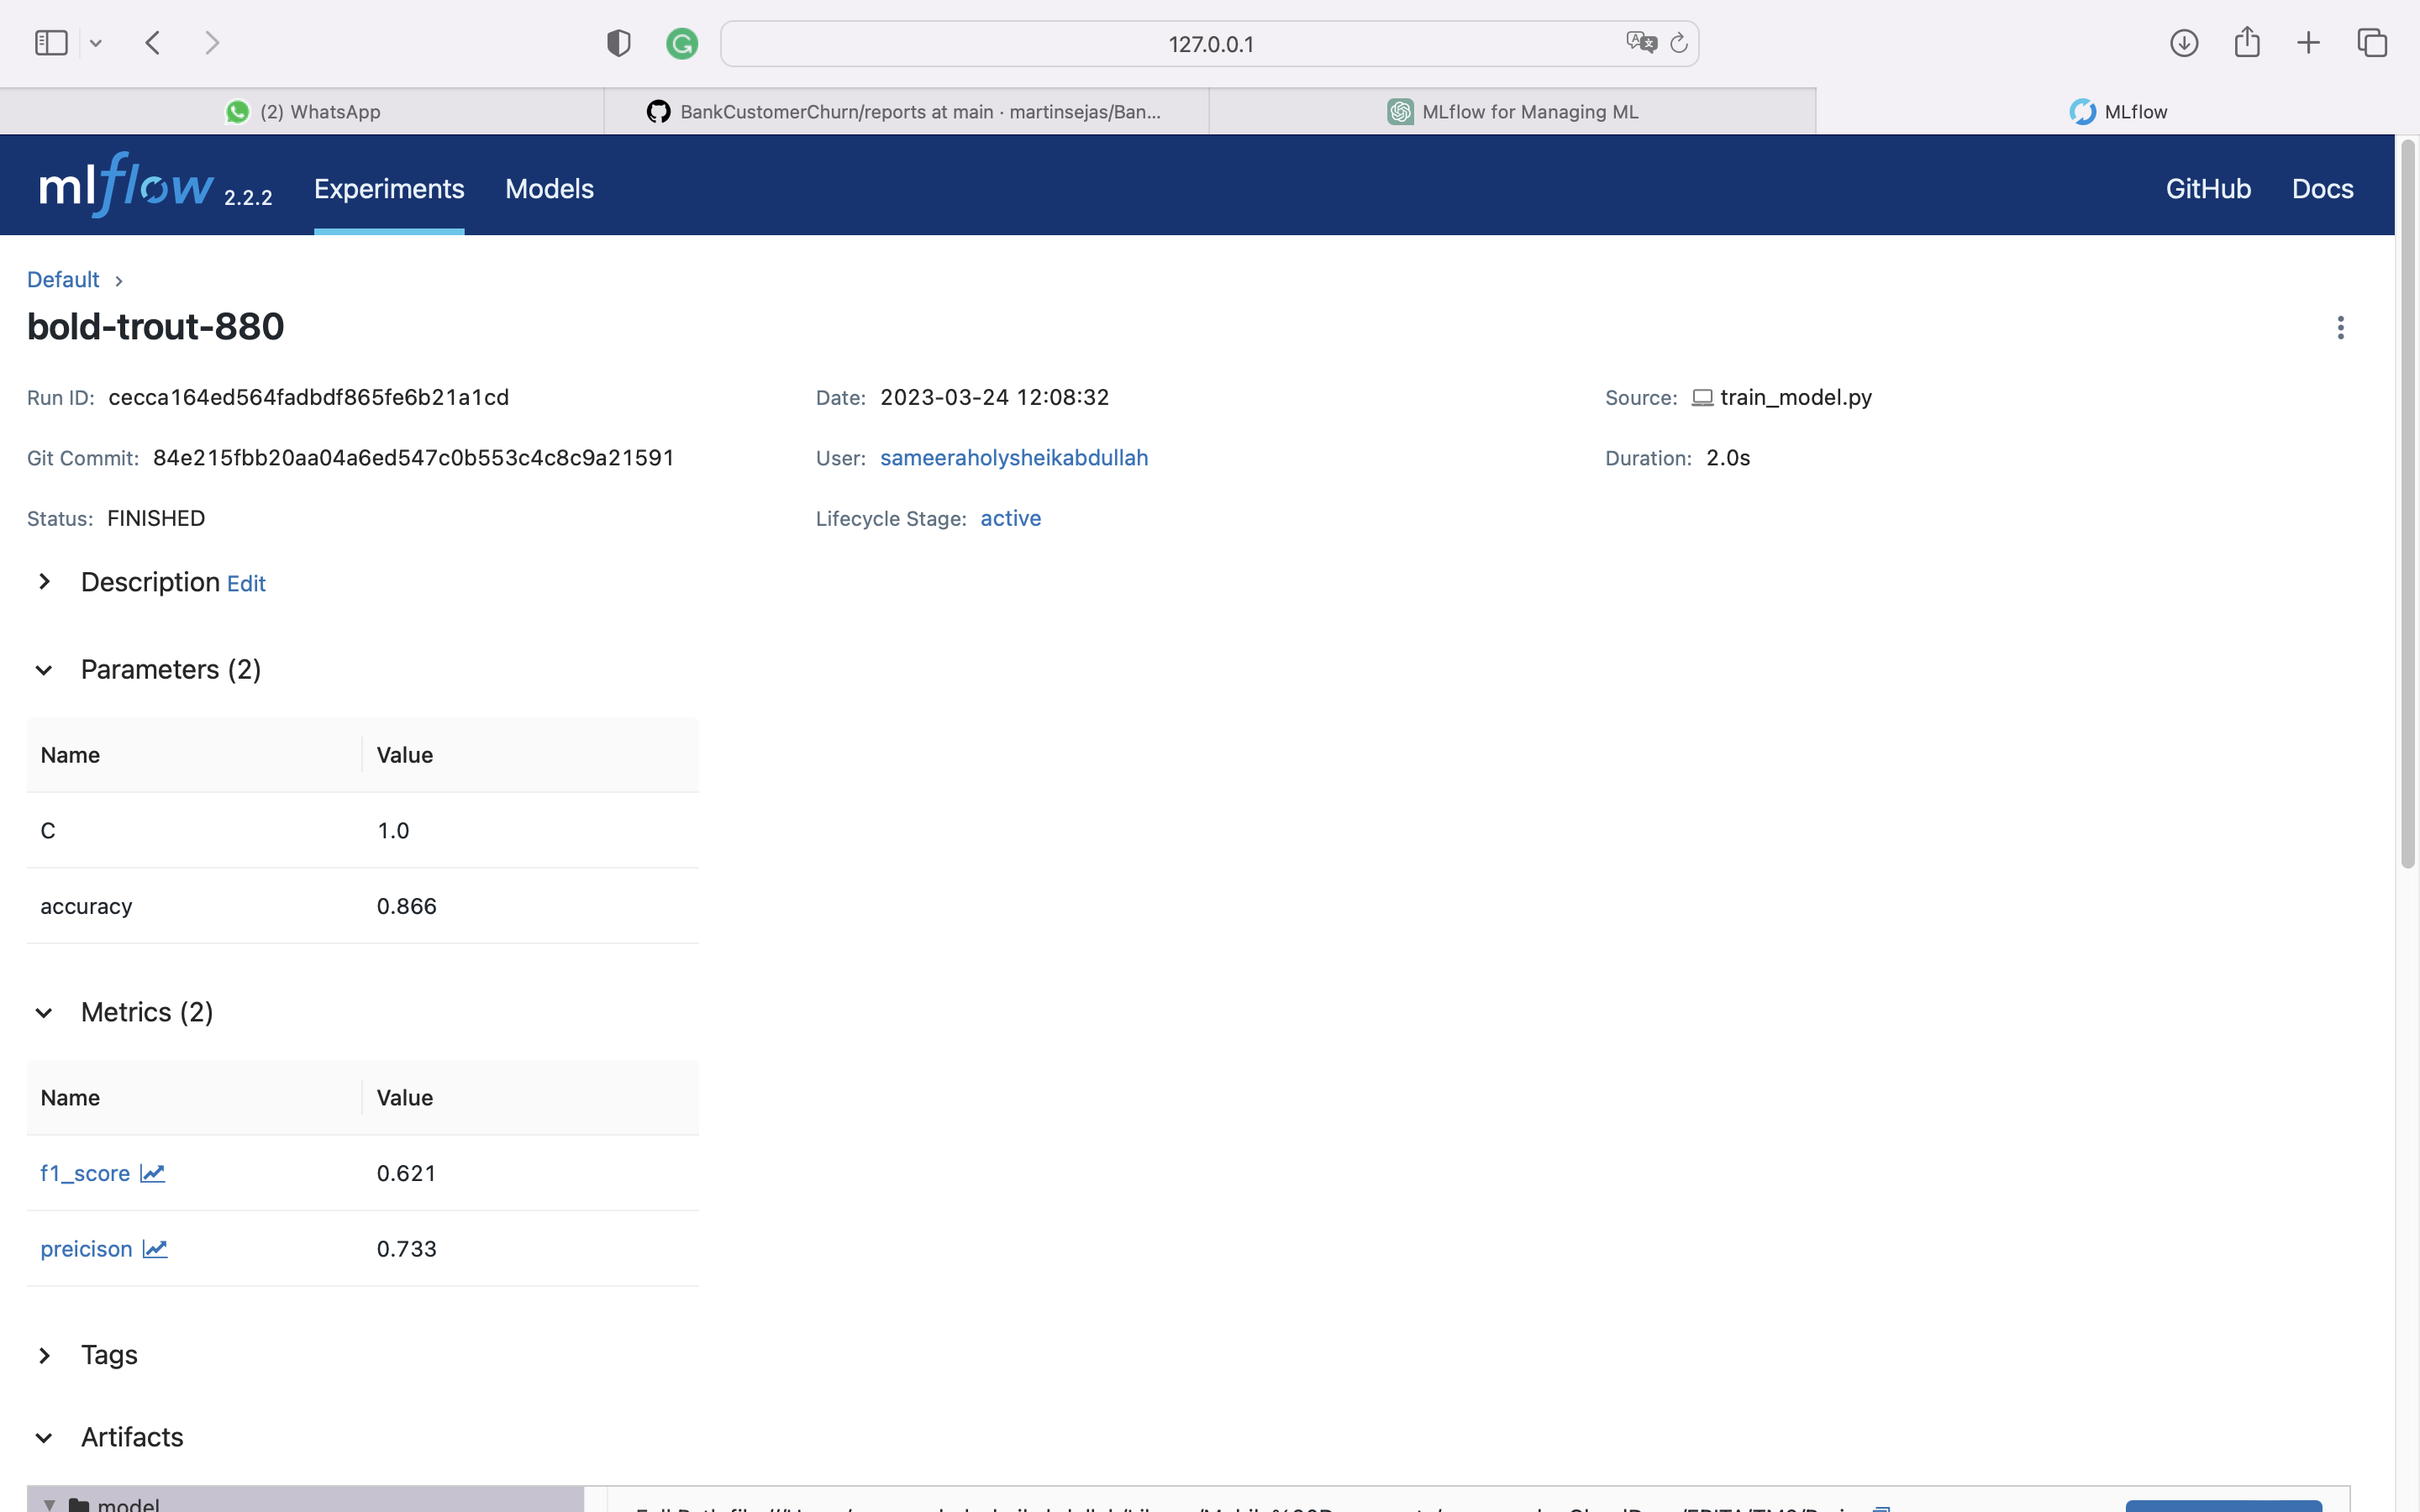 127.0.0.1
(2) WhatsApp
BankCustomerChurn/reports at main · martinsejas/Ban...
MLflow for Managing ML
MLflow
mlflow 2.2.2 Experiments Models GitHub Docs
Default
bold-trout-880
Run ID: cecca164ed564fadbdf865fe6b21a1cd
Date: 2023-03-24 12:08:32
Source: train_model.py
Git Commit: 84e215fbb20aa04a6ed547c0b553c4c8c9a21591
User: sameeraholysheikabdullah
Duration: 2.0s
Status: FINISHED
Lifecycle Stage: active
Description Edit
Parameters (2)
Name Value
C 1.0
accuracy 0.866
Metrics (2)
Name Value
f1_score 0.621
preicison 0.733
Tags
Artifacts
model